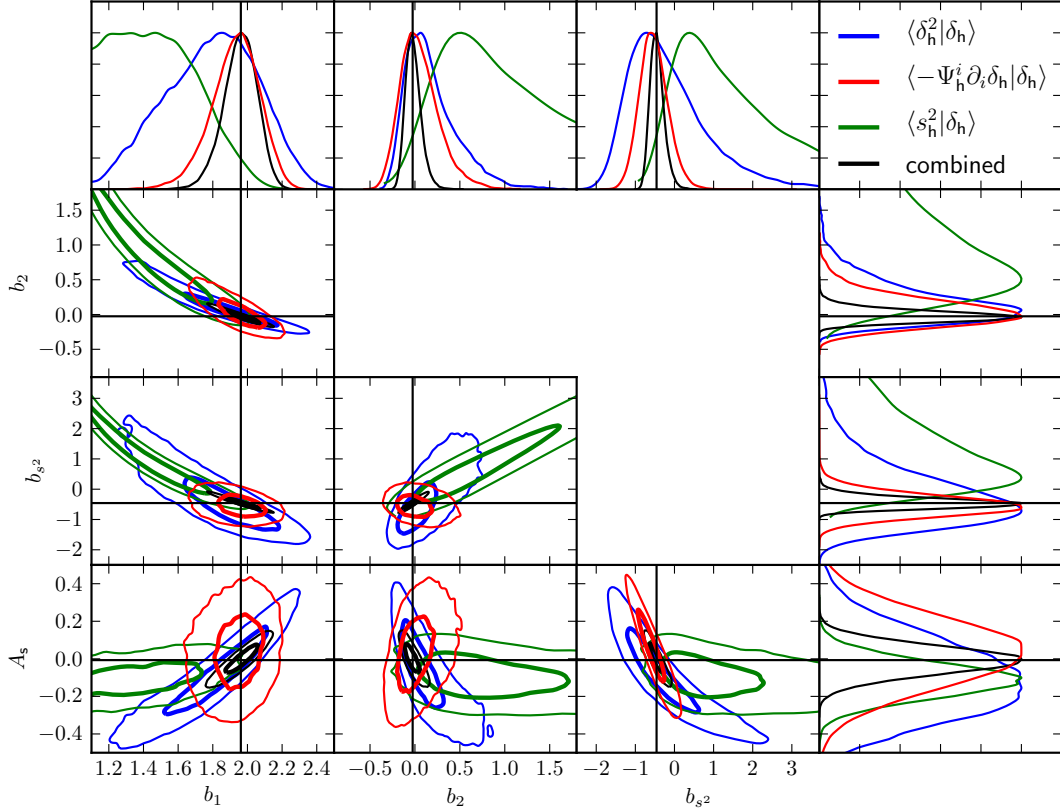 ⟨δ_h^2|δ_h⟩
⟨−Ψ_h^i ∂_i δ_h|δ_h⟩
⟨s_h^2|δ_h⟩
combined
1.5
1.0
0.5
0.0
−0.5
b_2
3
2
1
0
−1
−2
b_{s^2}
0.4
0.2
0.0
−0.2
−0.4
A_s
1.2 1.4 1.6 1.8 2.0 2.2 2.4
−0.5 0.0 0.5 1.0 1.5
−2 −1 0 1 2 3
b_1
b_2
b_{s^2}